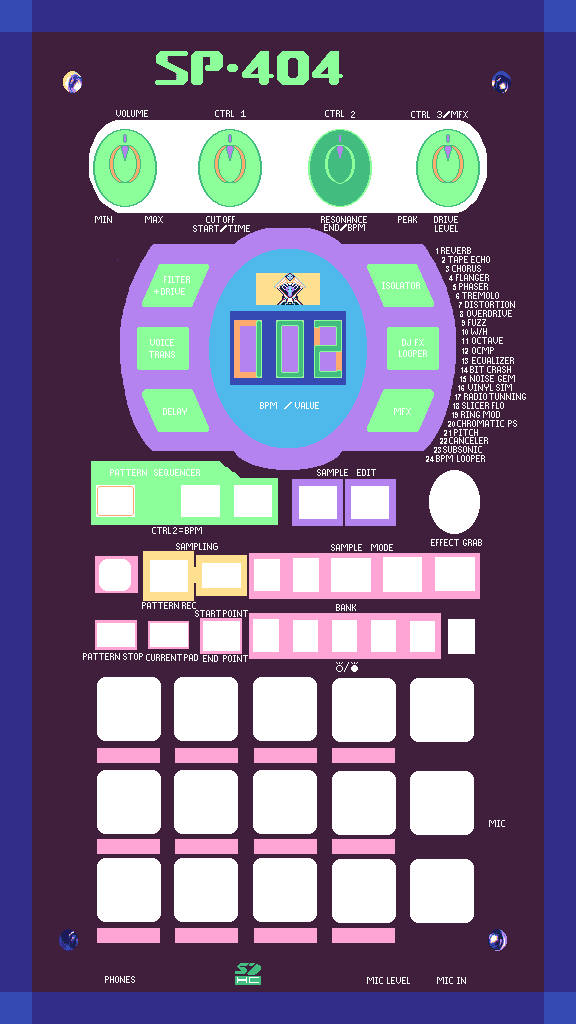 SP·404
VOLUME CTRL 1 CTRL 2 CTRL 3/MFX
MIN MAX CUTOFF RESONANCE PEAK DRIVE
START/TIME END/BPM LEVEL
1 REVERB
2 TAPE ECHO
3 CHORUS
4 FLANGER
5 PHASER
6 TREMOLO
7 DISTORTION
8 OVERDRIVE
9 FUZZ
10 W/H
11 OCTAVE
12 OCMP
13 ECUALIZER
14 BIT CRASH
15 NOISE GEM
16 VINYL SIM
17 RADIO TUNNING
18 SLICER FLO
19 RING MOD
20 CHROMATIC PS
21 PITCH
22 CANCELER
23 SUBSONIC
24 BPM LOOPER
FILTER
+DRIVE
ISOLATOR
VOICE
TRANS
DJ FX
LOOPER
DELAY
MFX
BPM / VALUE
PATTERN SEQUENCER SAMPLE EDIT
CTRL2=BPM
EFFECT GRAB
SAMPLING SAMPLE MODE
PATTERN REC
START POINT BANK
PATTERN STOP CURRENT PAD END POINT
MIC
PHONES HC MIC LEVEL MIC IN